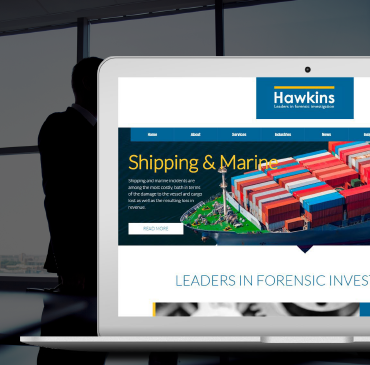 Hawkins
Leaders in forensic investigation
Home About Services Industries News
Shipping & Marine
Shipping and marine incidents are
among the most costly, both in terms
of the damage to the vessel and cargo
lost as well as the resulting loss in
revenue.
READ MORE
LEADERS IN FORENSIC INVEST